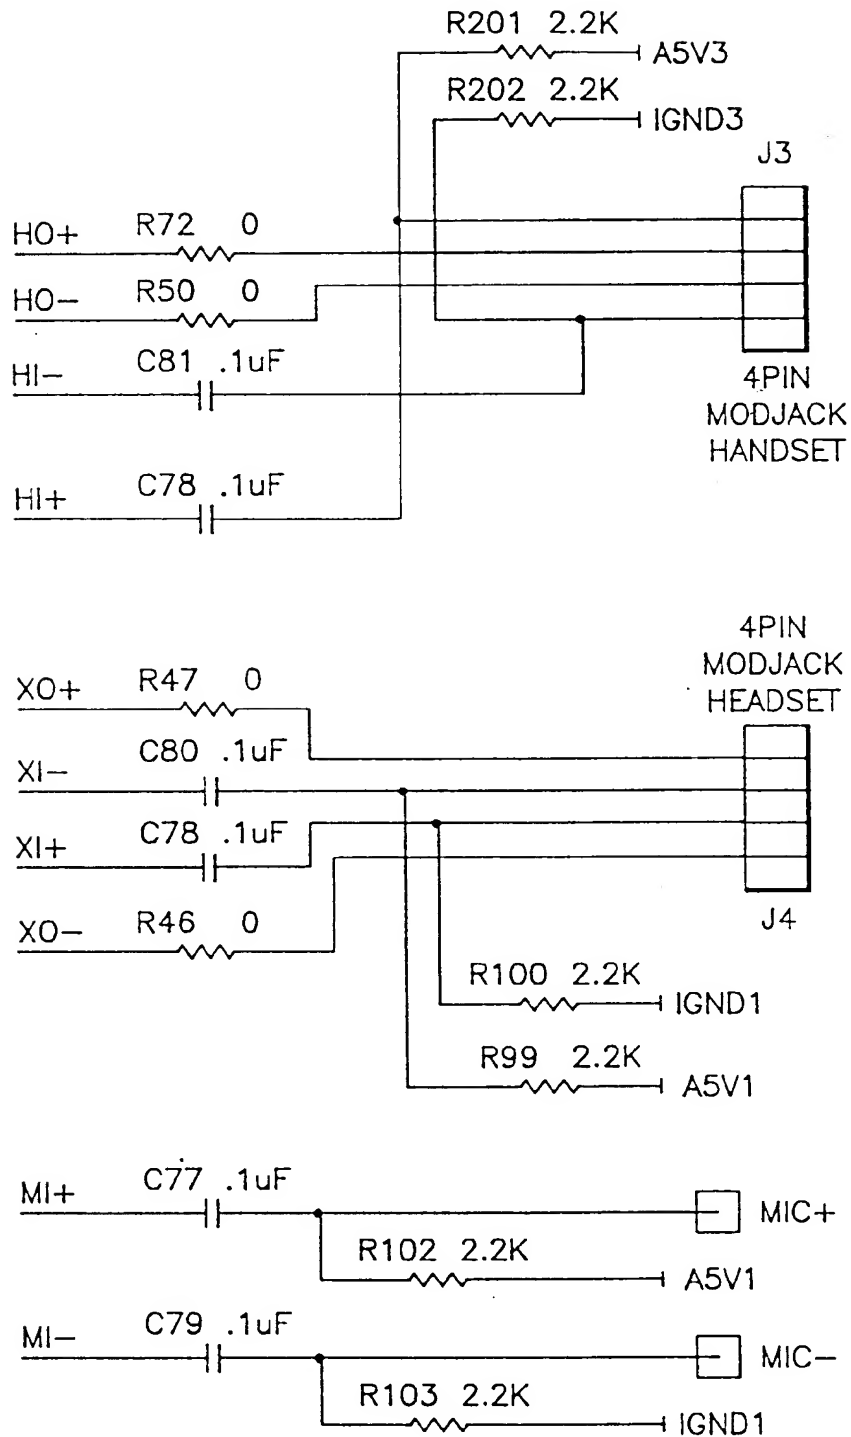 R201 2.2K
A5V3
R202 2.2K
IGND3
J3
HO+ R72 0
HO− R50 0
HI− C81 .1uF
4PIN
MODJACK
HANDSET
HI+ C78 .1uF
4PIN
MODJACK
HEADSET
XO+ R47 0
XI− C80 .1uF
XI+ C78 .1uF
XO− R46 0
J4
R100 2.2K
IGND1
R99 2.2K
A5V1
MI+ C77 .1uF
MIC+
R102 2.2K
A5V1
MI− C79 .1uF
MIC−
R103 2.2K
IGND1